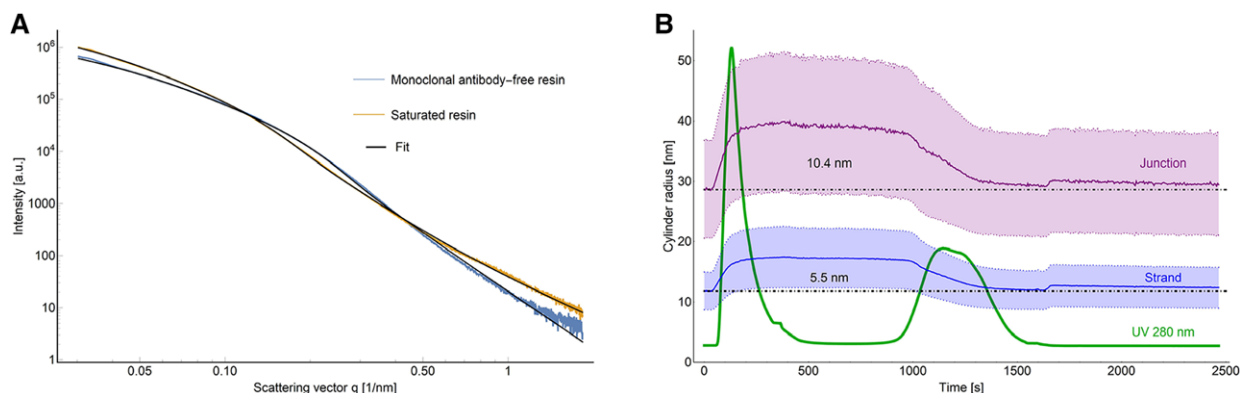 A
Intensity [a.u.]
10⁶
10⁵
10⁴
1000
100
10
1
0.05
0.10
0.50
1
Scattering vector q [1/nm]
Monoclonal antibody-free resin
Saturated resin
Fit
B
Cylinder radius [nm]
50
40
30
20
10
0
0
500
1000
1500
2000
2500
Time [s]
10.4 nm
Junction
5.5 nm
Strand
UV 280 nm